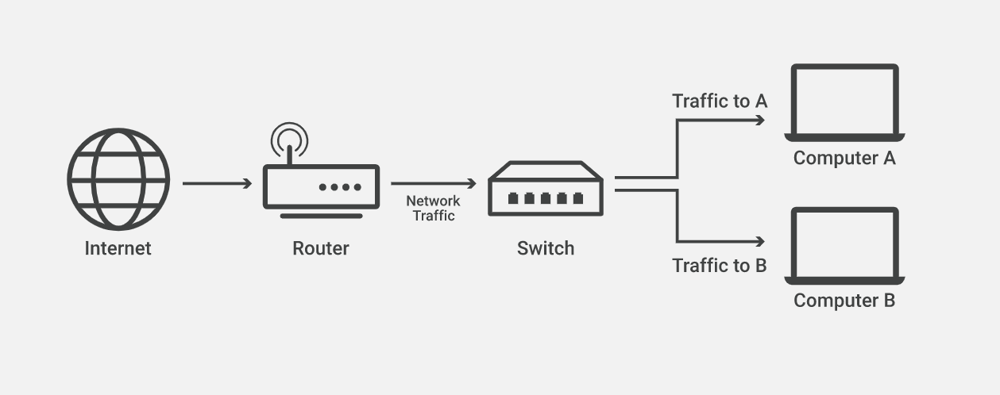 Internet
Router
Network
Traffic
Switch
Traffic to A
Computer A
Traffic to B
Computer B